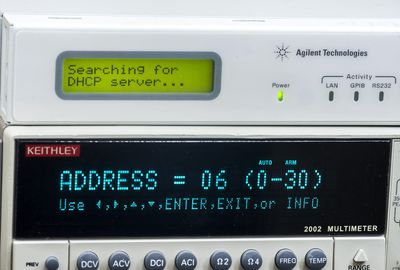 Searching for
DHCP server...
Agilent Technologies
Power
Activity
LAN GPIB RS232
KEITHLEY
AUTO ARM
ADDRESS = 06 (0-30)
Use ◀,▶,▲,▼,ENTER,EXIT,or INFO
2002 MULTIMETER
PREV DCV ACV DCI ACI Ω2 Ω4 FREQ TEMP
RANGE